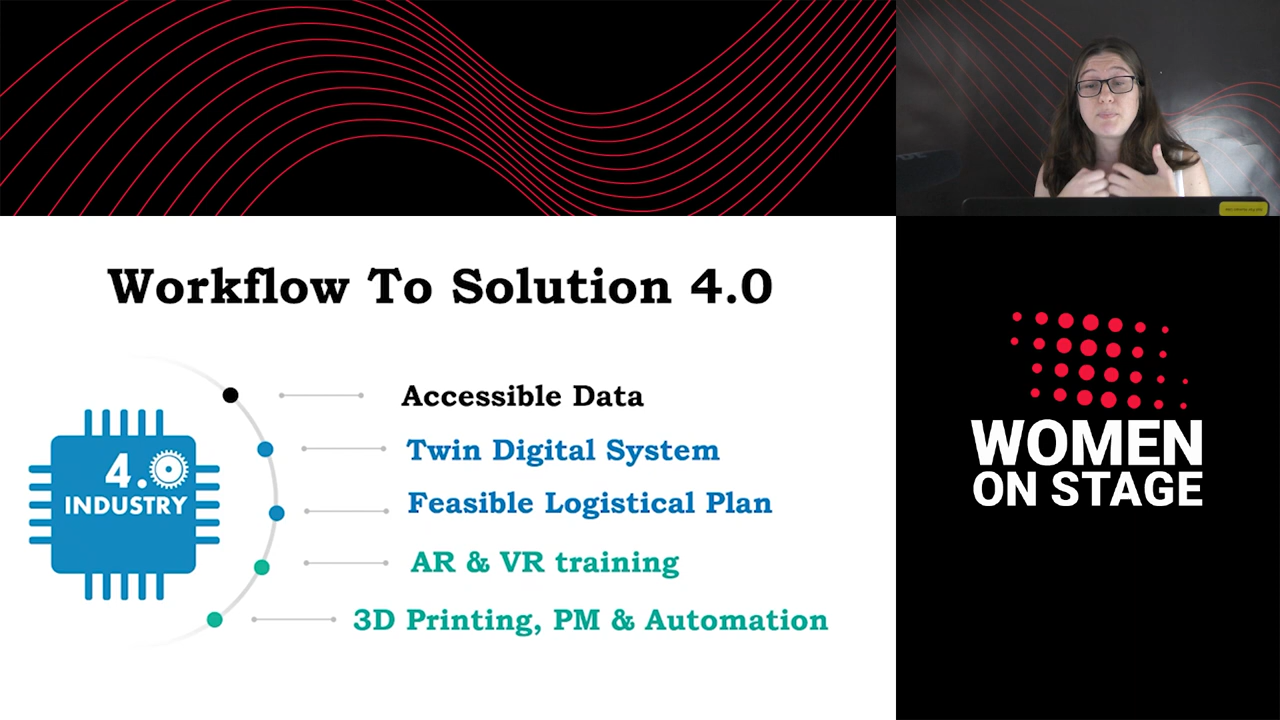 Workflow To Solution 4.0
Accessible Data
4.0
INDUSTRY
Twin Digital System
Feasible Logistical Plan
AR & VR training
3D Printing, PM & Automation
WOMEN
ON STAGE